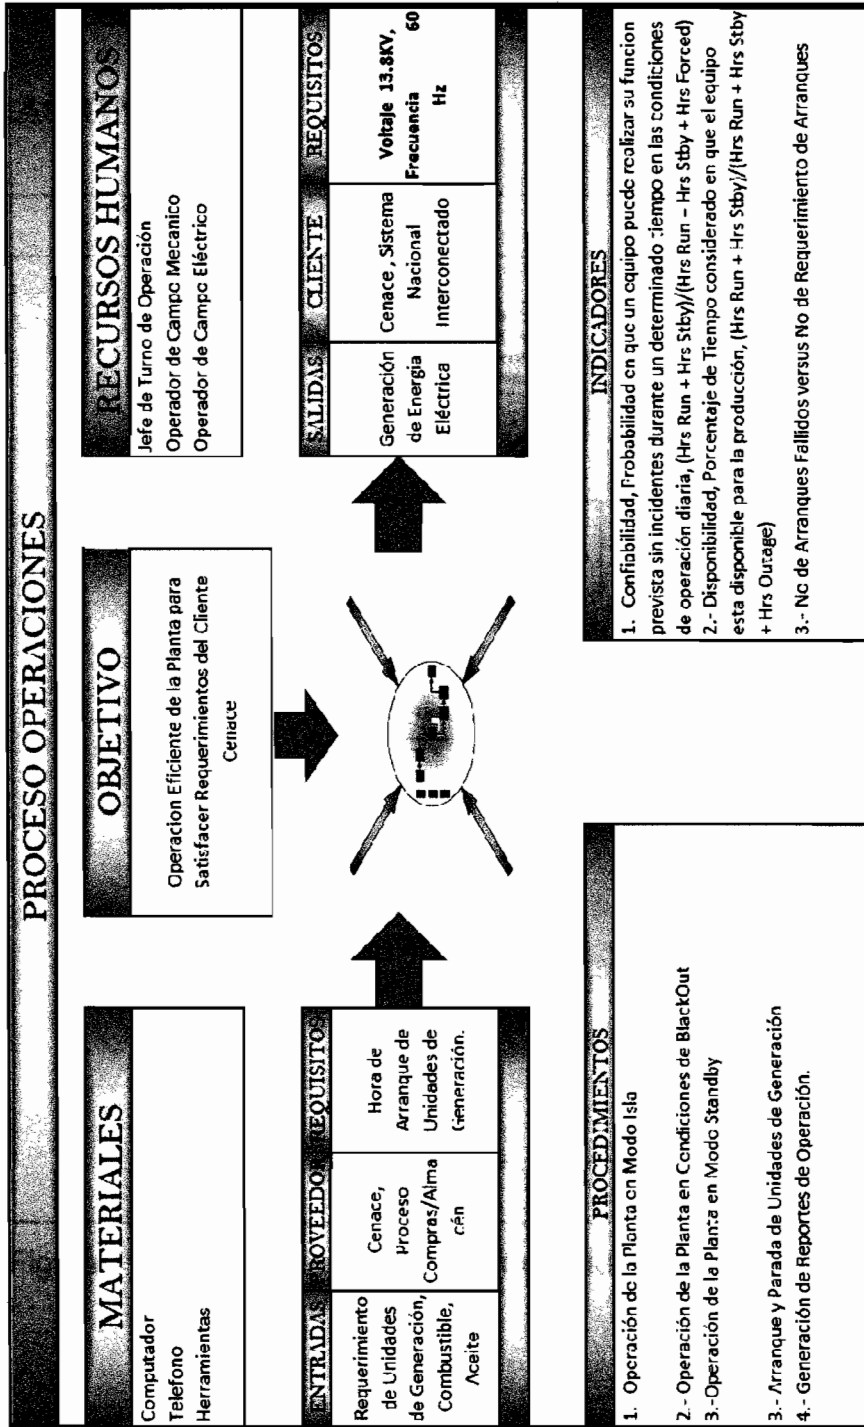 PROCESO OPERACIONES
MATERIALES
Computador
Telefono
Herramientas
OBJETIVO
Operacion Eficiente de la Planta para
Satisfacer Requerimientos del Cliente
Cenace
RECURSOS HUMANOS
Jefe de Turno de Operación
Operador de Campo Mecanico
Operador de Campo Eléctrico
ENTRADAS
Requerimiento
de Unidades
de Generación,
Combustible,
Aceite
PROVEEDOR
Cenace,
Proceso
Compras/Alma
cén
REQUISITOS
Hora de
Arranque de
Unidades de
Generación.
SALIDAS
Generación
de Energia
Eléctrica
CLIENTE
Cenace, Sistema
Nacional
Interconectado
REQUISITOS
Voltaje 13.8KV,
Frecuencia 60
Hz
PROCEDIMIENTOS
1. Operación de la Planta en Modo Isla
2.- Operación de la Planta en Condiciones de BlackOut
3.-Operación de la Planta en Modo Standby
3.- Arranque y Parada de Unidades de Generación
4.- Generación de Reportes de Operación.
INDICADORES
1. Confiabilidad, Probabilidad en que un equipo puede realizar su funcion
prevista sin incidentes durante un determinado tiempo en las condiciones
de operación diaria, (Hrs Run + Hrs Stby)/(Hrs Run – Hrs Stby + Hrs Forced)
2.- Disponibilidad, Porcentaje de Tiempo considerado en que el equipo
esta disponible para la producción, (Hrs Run + Hrs Stby)/(Hrs Run + Hrs Stby
+ Hrs Outage)
3.- No de Arranques Fallidos versus No de Requerimiento de Arranques